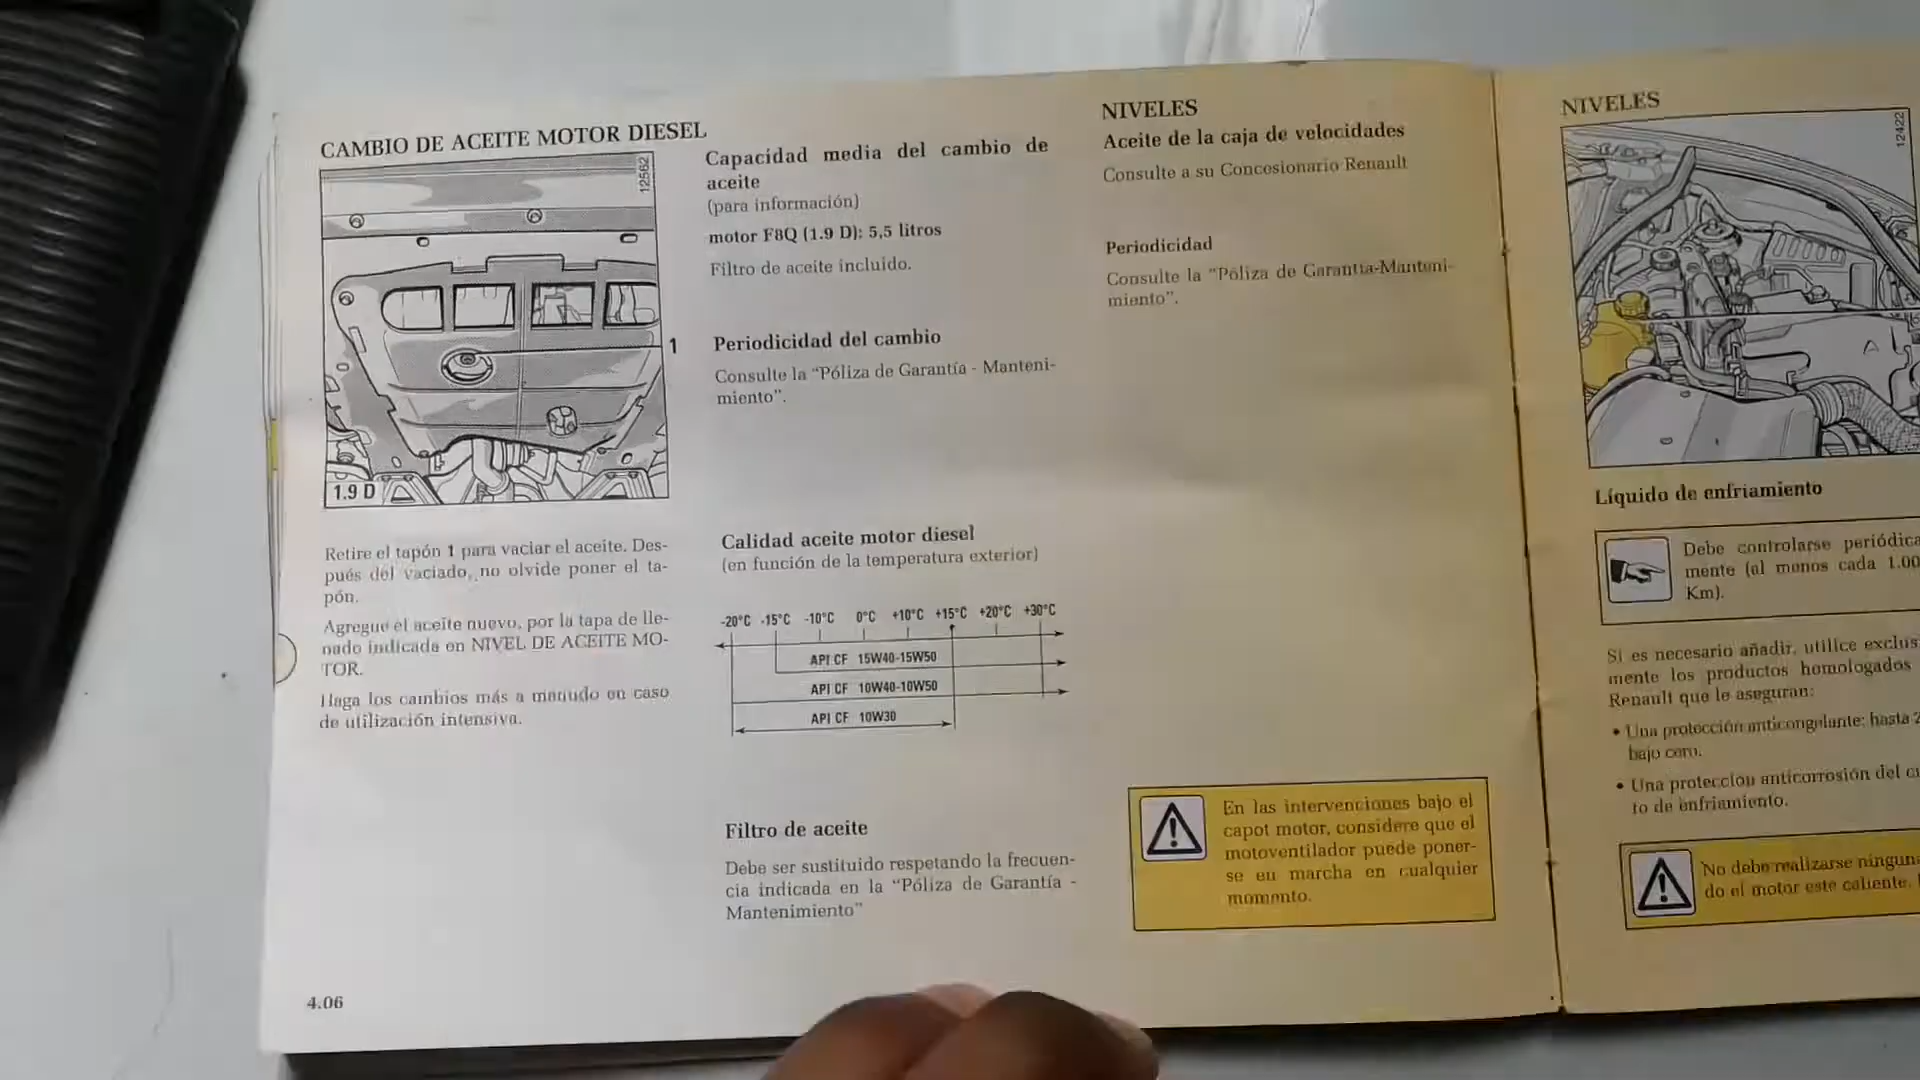 CAMBIO DE ACEITE MOTOR DIESEL
12562
1
1.9 D
Retire el tapón 1 para vaciar el aceite. Des-
pués del vaciado, no olvide poner el ta-
pón.
Agregue el aceite nuevo, por la tapa de lle-
nado indicada en NIVEL DE ACEITE MO-
TOR.
Haga los cambios más a menudo en caso
de utilización intensiva.
4.06
Capacidad media del cambio de
aceite
(para información)
motor F8Q (1.9 D): 5,5 litros
Filtro de aceite incluido.
Periodicidad del cambio
Consulte la "Póliza de Garantía - Manteni-
miento".
Calidad aceite motor diesel
(en función de la temperatura exterior)
-20°C -15°C -10°C 0°C +10°C +15°C +20°C +30°C
API CF 15W40-15W50
API CF 10W40-10W50
API CF 10W30
Filtro de aceite
Debe ser sustituido respetando la frecuen-
cia indicada en la "Póliza de Garantía -
Mantenimiento"
NIVELES
Aceite de la caja de velocidades
Consulte a su Concesionario Renault
Periodicidad
Consulte la "Póliza de Garantía-Manteni-
miento".
En las intervenciones bajo el
capot motor, considere que el
motoventilador puede poner-
se en marcha en cualquier
momento.
NIVELES
12422
Líquido de enfriamiento
Debe controlarse periódica
mente (al menos cada 1.00
Km).
Si es necesario añadir, utilice exclus
mente los productos homologados
Renault que le aseguran:
• Una protección anticongelante: hasta 2
bajo cero.
• Una protección anticorrosión del ci
to de enfriamiento.
No debe realizarse ninguna
do el motor este caliente.